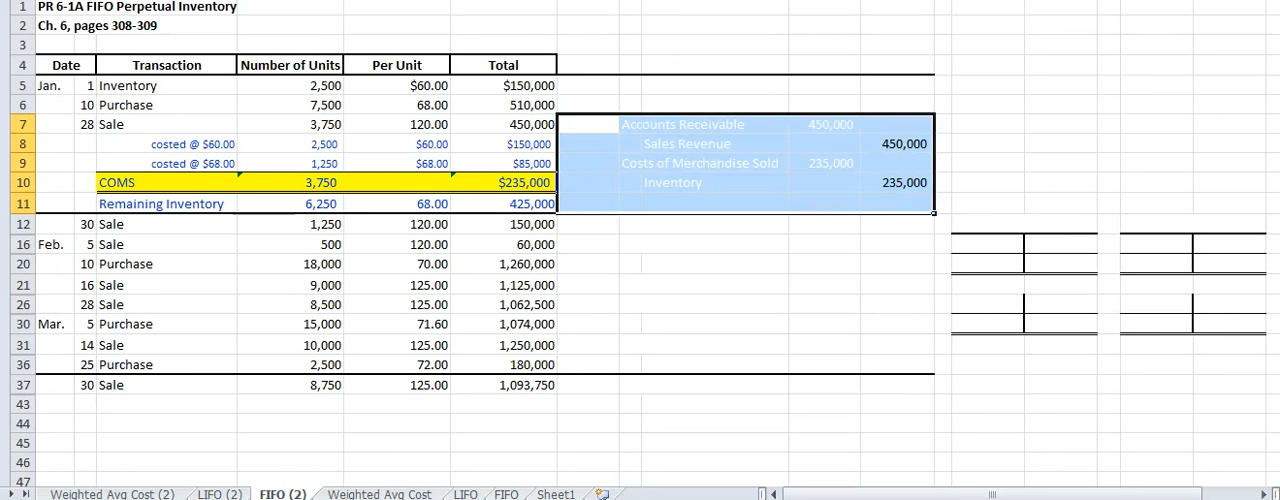 1 PR 6-1A FIFO Perpetual Inventory
2 Ch. 6, pages 308-309
3
4 Date Transaction Number of Units Per Unit Total
5 Jan. 1 Inventory 2,500 $60.00 $150,000
6 10 Purchase 7,500 68.00 510,000
7 28 Sale 3,750 120.00 450,000 Accounts Receivable 450,000
8 costed @ $60.00 2,500 $60.00 $150,000 Sales Revenue 450,000
9 costed @ $68.00 1,250 $68.00 $85,000 Costs of Merchandise Sold 235,000
10 COMS 3,750 $235,000 Inventory 235,000
11 Remaining Inventory 6,250 68.00 425,000
12 30 Sale 1,250 120.00 150,000
16 Feb. 5 Sale 500 120.00 60,000
20 10 Purchase 18,000 70.00 1,260,000
21 16 Sale 9,000 125.00 1,125,000
26 28 Sale 8,500 125.00 1,062,500
30 Mar. 5 Purchase 15,000 71.60 1,074,000
31 14 Sale 10,000 125.00 1,250,000
36 25 Purchase 2,500 72.00 180,000
37 30 Sale 8,750 125.00 1,093,750
43
44
45
46
47
Weighted Avg Cost (2) LIFO (2) FIFO (2) Weighted Avg Cost LIFO FIFO Sheet1